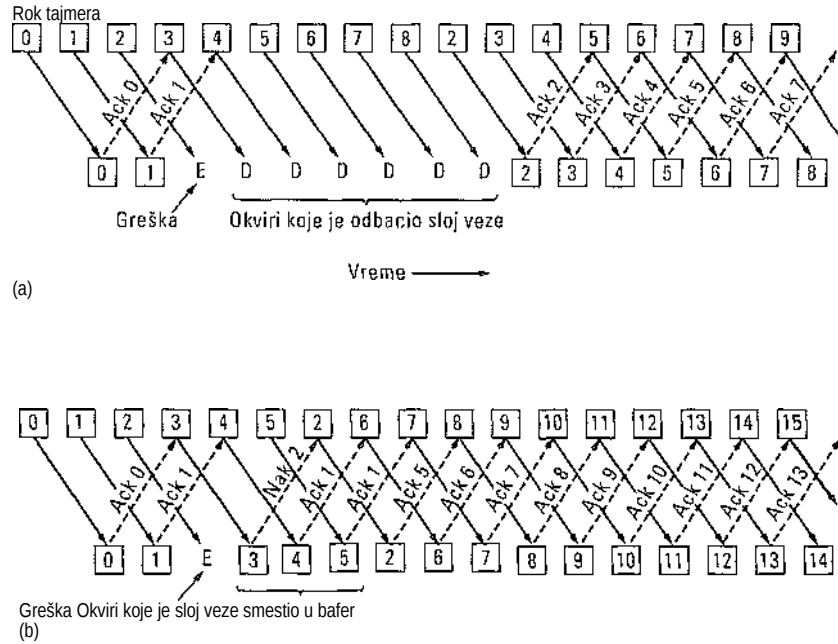 Rok tajmera
0 1 2 3 4 5 6 7 8 2 3 4 5 6 7 8 9
Ack 0 Ack 1 Ack 2 Ack 3 Ack 4 Ack 5 Ack 6 Ack 7
0 1 E D D D D D D 2 3 4 5 6 7 8
Greška Okviri koje je odbacio sloj veze
Vreme
(a)
0 1 2 3 4 5 2 6 7 8 9 10 11 12 13 14 15
Ack 0 Ack 1 Nak 2 Ack 1 Ack 1 Ack 5 Ack 6 Ack 7 Ack 8 Ack 9 Ack 10 Ack 11 Ack 12 Ack 13
0 1 E 3 4 5 2 6 7 8 9 10 11 12 13 14
Greška Okviri koje je sloj veze smestio u bafer
(b)